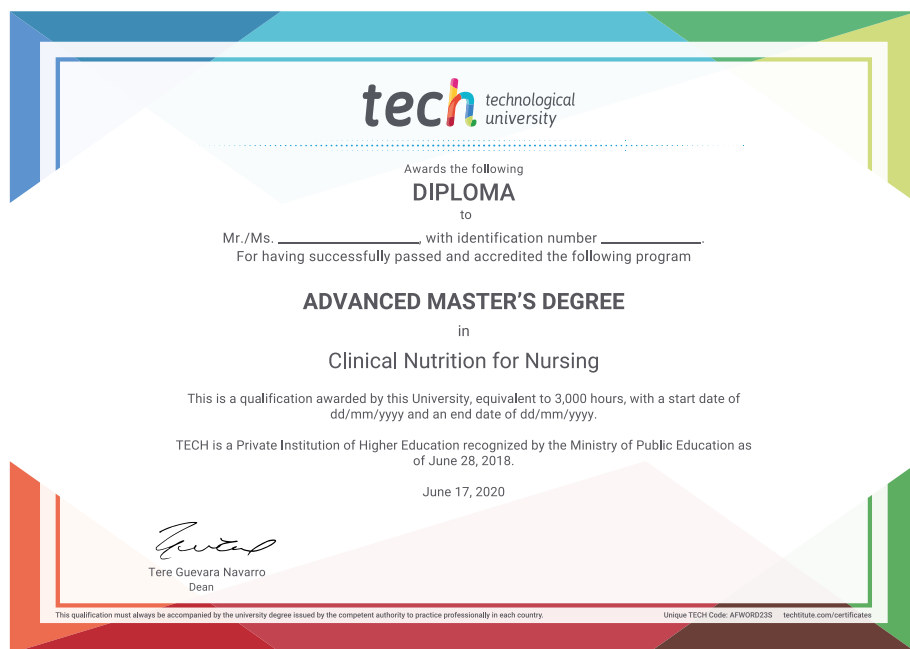 tech technological
university
Awards the following
DIPLOMA
to
Mr./Ms. ____________________, with identification number ______________.
For having successfully passed and accredited the following program
ADVANCED MASTER'S DEGREE
in
Clinical Nutrition for Nursing
This is a qualification awarded by this University, equivalent to 3,000 hours, with a start date of
dd/mm/yyyy and an end date of dd/mm/yyyy.
TECH is a Private Institution of Higher Education recognized by the Ministry of Public Education as
of June 28, 2018.
June 17, 2020
Tere Guevara Navarro
Dean
This qualification must always be accompanied by the university degree issued by the competent authority to practice professionally in each country. Unique TECH Code: AFWORD23S techtitute.com/certificates